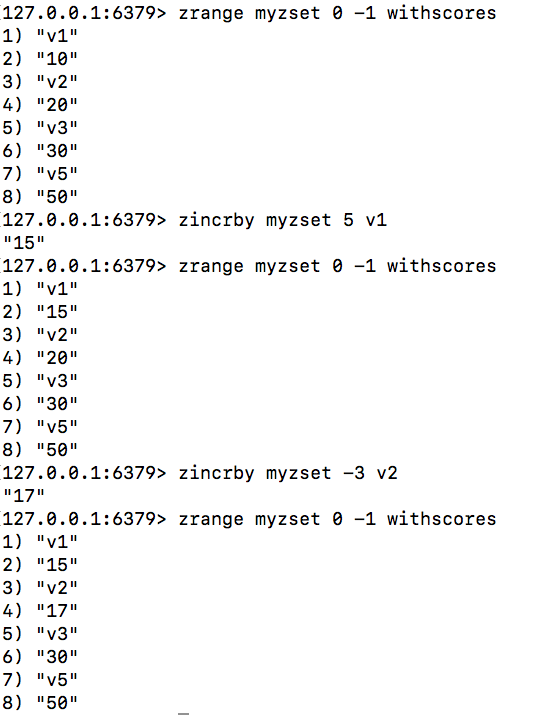 127.0.0.1:6379> zrange myzset 0 -1 withscores
1) "v1"
2) "10"
3) "v2"
4) "20"
5) "v3"
6) "30"
7) "v5"
8) "50"
127.0.0.1:6379> zincrby myzset 5 v1
"15"
127.0.0.1:6379> zrange myzset 0 -1 withscores
1) "v1"
2) "15"
3) "v2"
4) "20"
5) "v3"
6) "30"
7) "v5"
8) "50"
127.0.0.1:6379> zincrby myzset -3 v2
"17"
127.0.0.1:6379> zrange myzset 0 -1 withscores
1) "v1"
2) "15"
3) "v2"
4) "17"
5) "v3"
6) "30"
7) "v5"
8) "50"